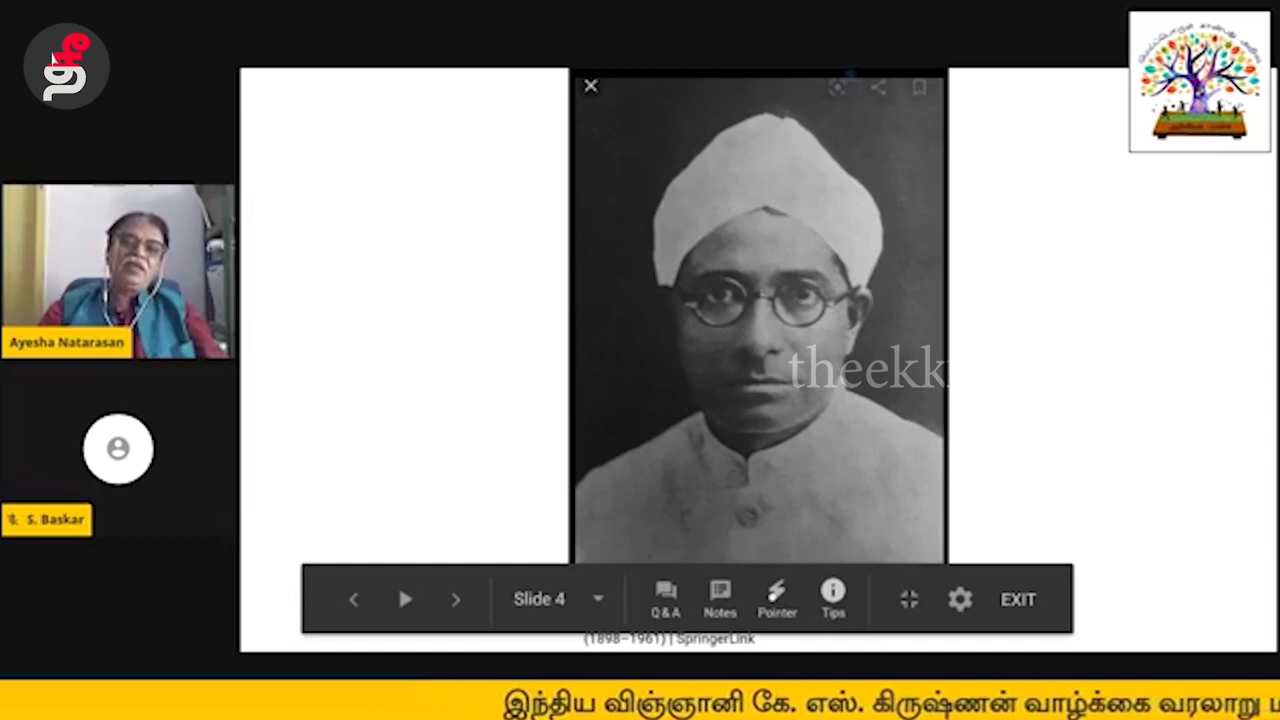 தீ
Ayesha Natarasan
S. Baskar
theekk
Slide 4
Q & A
Notes
Pointer
Tips
EXIT
(1898–1961) | SpringerLink
இந்திய விஞ்ஞானி கே. எஸ். கிருஷ்ணன் வாழ்க்கை வரலாறு